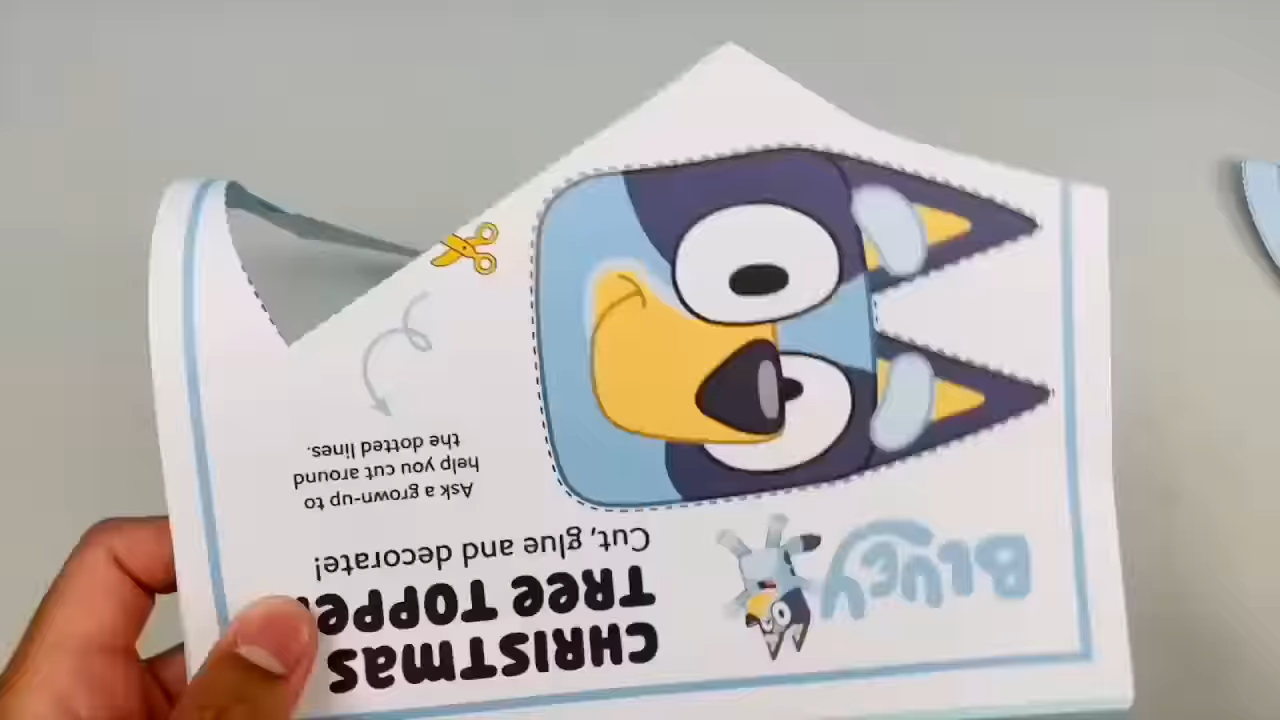 BLUEY
CHRISTMAS
TREE TOPPE
Cut, glue and decorate!
Ask a grown-up to
help you cut around
the dotted lines.